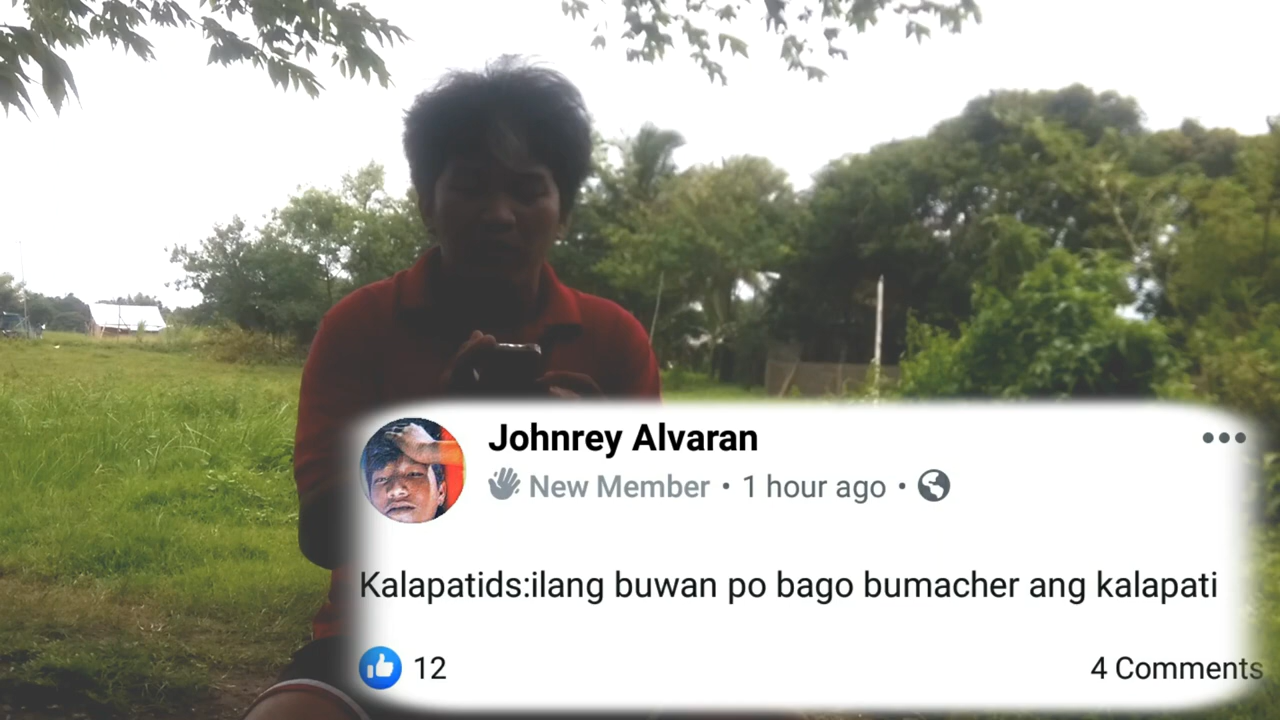 Johnrey Alvaran
New Member • 1 hour ago •
Kalapatids:ilang buwan po bago bumacher ang kalapati
12
4 Comments